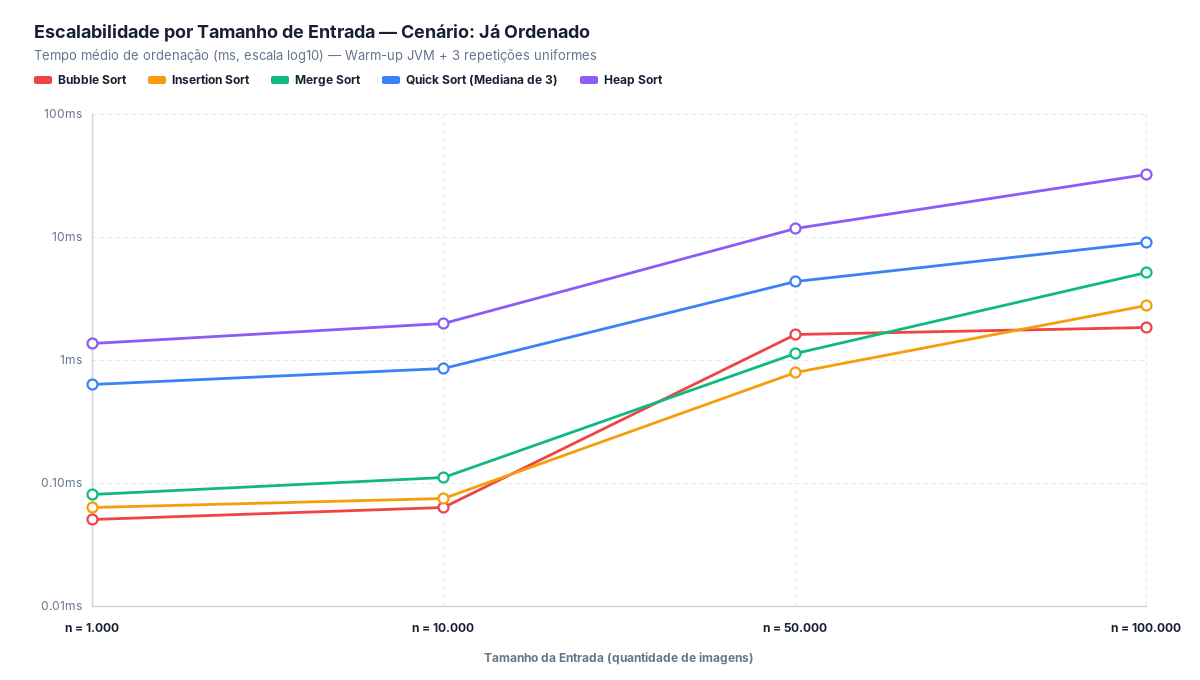 Escalabilidade por Tamanho de Entrada — Cenário: Já Ordenado
Tempo médio de ordenação (ms, escala log10) — Warm-up JVM + 3 repetições uniformes
Bubble Sort Insertion Sort Merge Sort Quick Sort (Mediana de 3) Heap Sort
100ms
10ms
1ms
0.10ms
0.01ms
n = 1.000 n = 10.000 n = 50.000 n = 100.000
Tamanho da Entrada (quantidade de imagens)